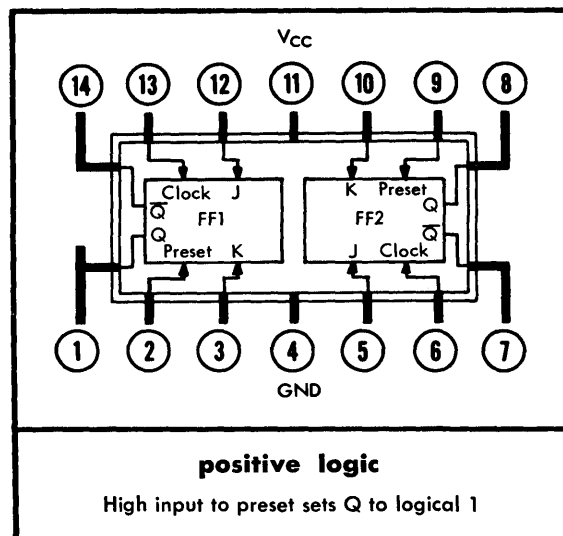 VCC
14 13 12 11 10 9 8
Clock J K Preset
Q̅ FF1 FF2 Q
Q Q̅
Preset K J Clock
1 2 3 4 5 6 7
GND
positive logic
High input to preset sets Q to logical 1